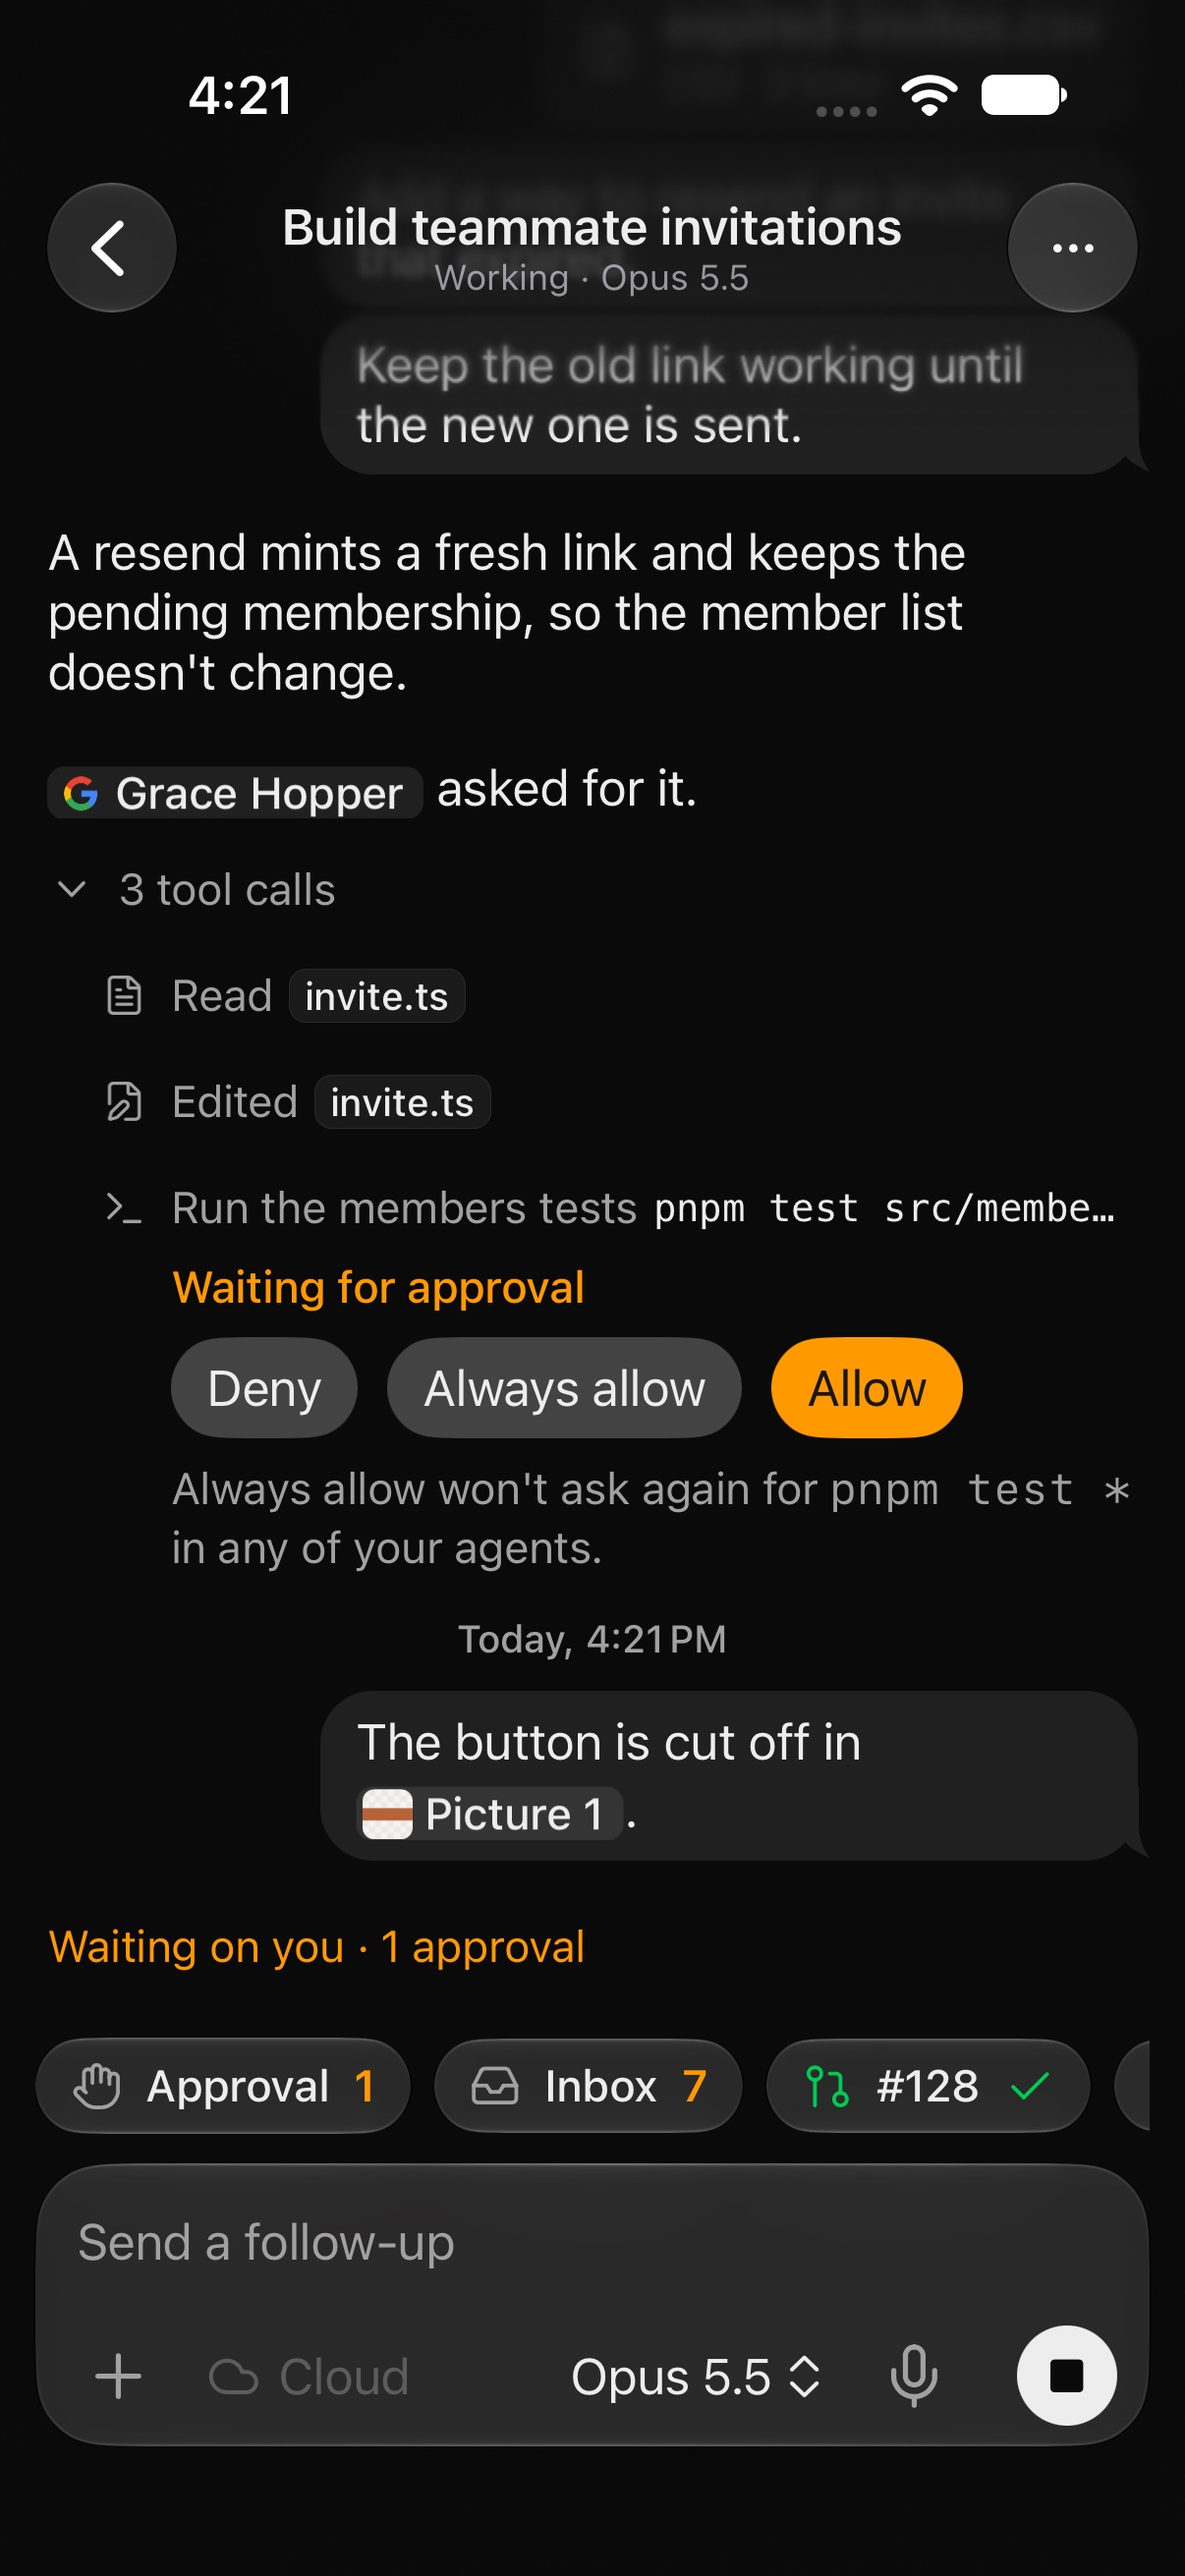 4:21
Build teammate invitations
Working · Opus 5.5
Keep the old link working until
the new one is sent.
A resend mints a fresh link and keeps the
pending membership, so the member list
doesn't change.
Grace Hopper asked for it.
3 tool calls
Read invite.ts
Edited invite.ts
Run the members tests pnpm test src/membe…
Waiting for approval
Deny Always allow Allow
Always allow won't ask again for pnpm test *
in any of your agents.
Today, 4:21 PM
The button is cut off in
Picture 1 .
Waiting on you · 1 approval
Approval 1 Inbox 7 #128
Send a follow-up
Cloud Opus 5.5